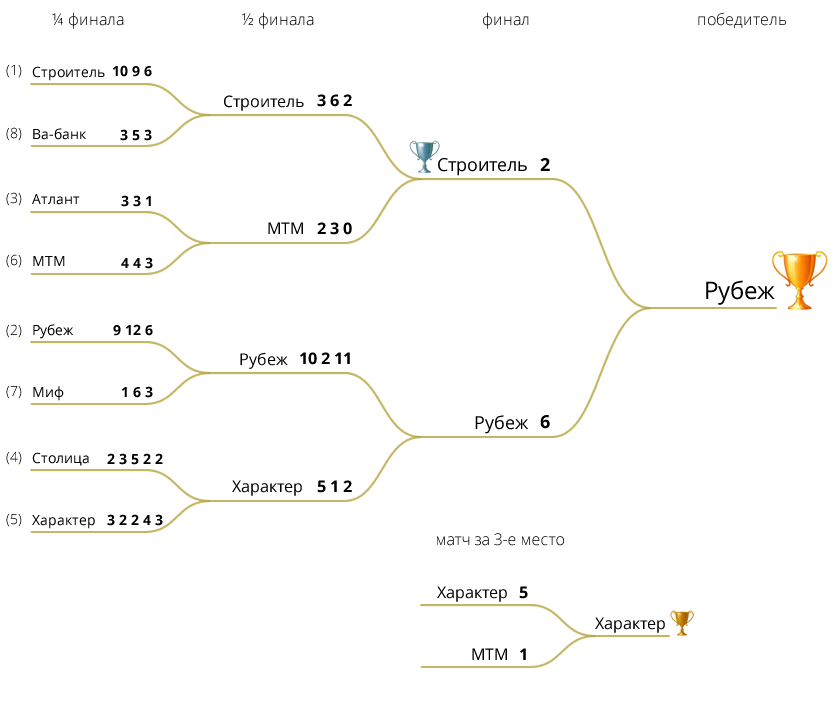 ¼ финала ½ финала финал победитель
(1) Строитель 10 9 6
Строитель 3 6 2
(8) Ва-банк 3 5 3
Строитель 2
(3) Атлант 3 3 1
МТМ 2 3 0
(6) МТМ 4 4 3
Рубеж
(2) Рубеж 9 12 6
Рубеж 10 2 11
(7) Миф 1 6 3
Рубеж 6
(4) Столица 2 3 5 2 2
Характер 5 1 2
(5) Характер 3 2 2 4 3
матч за 3-е место
Характер 5
Характер
МТМ 1